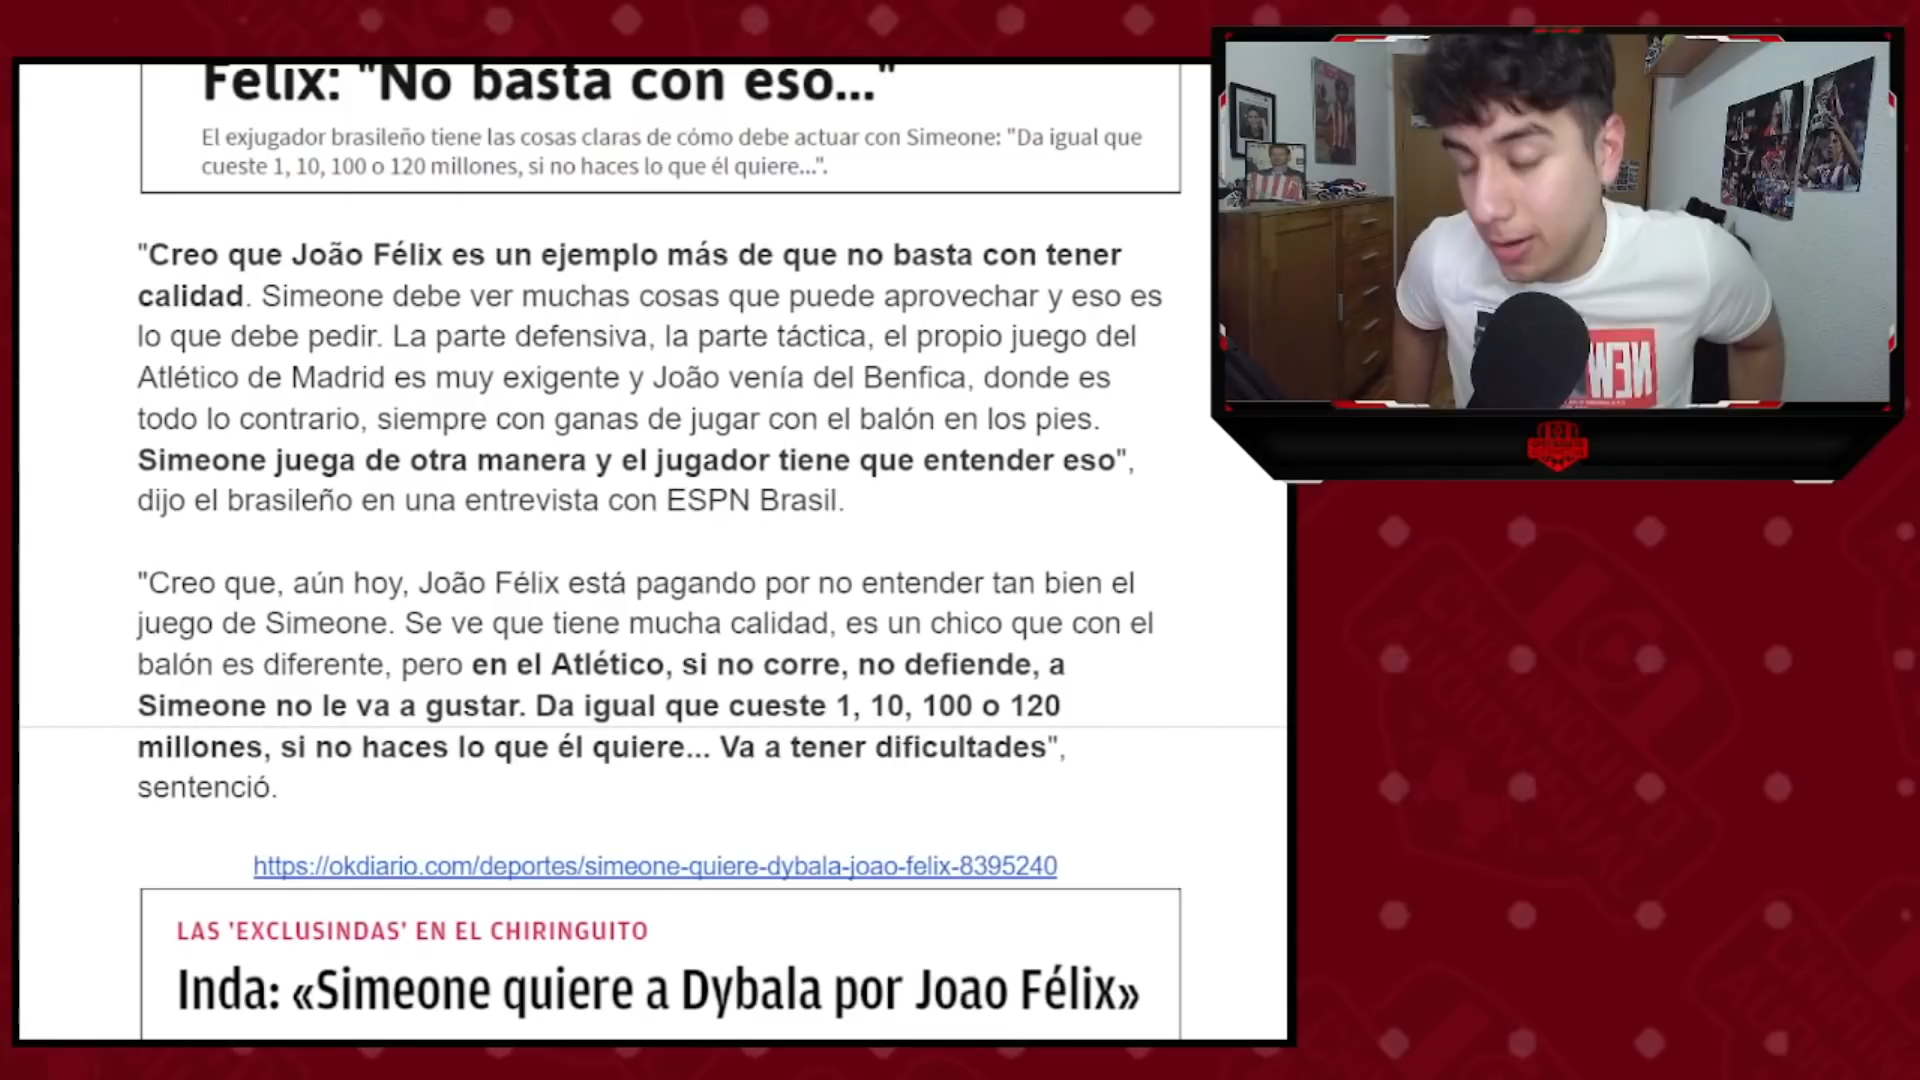 Félix: "No basta con eso..."
El exjugador brasileño tiene las cosas claras de cómo debe actuar con Simeone: "Da igual que
cueste 1, 10, 100 o 120 millones, si no haces lo que él quiere...".
"Creo que João Félix es un ejemplo más de que no basta con tener
calidad. Simeone debe ver muchas cosas que puede aprovechar y eso es
lo que debe pedir. La parte defensiva, la parte táctica, el propio juego del
Atlético de Madrid es muy exigente y João venía del Benfica, donde es
todo lo contrario, siempre con ganas de jugar con el balón en los pies.
Simeone juega de otra manera y el jugador tiene que entender eso",
dijo el brasileño en una entrevista con ESPN Brasil.
"Creo que, aún hoy, João Félix está pagando por no entender tan bien el
juego de Simeone. Se ve que tiene mucha calidad, es un chico que con el
balón es diferente, pero en el Atlético, si no corre, no defiende, a
Simeone no le va a gustar. Da igual que cueste 1, 10, 100 o 120
millones, si no haces lo que él quiere... Va a tener dificultades",
sentenció.
https://okdiario.com/deportes/simeone-quiere-dybala-joao-felix-8395240
LAS 'EXCLUSINDAS' EN EL CHIRINGUITO
Inda: «Simeone quiere a Dybala por Joao Félix»
NEW